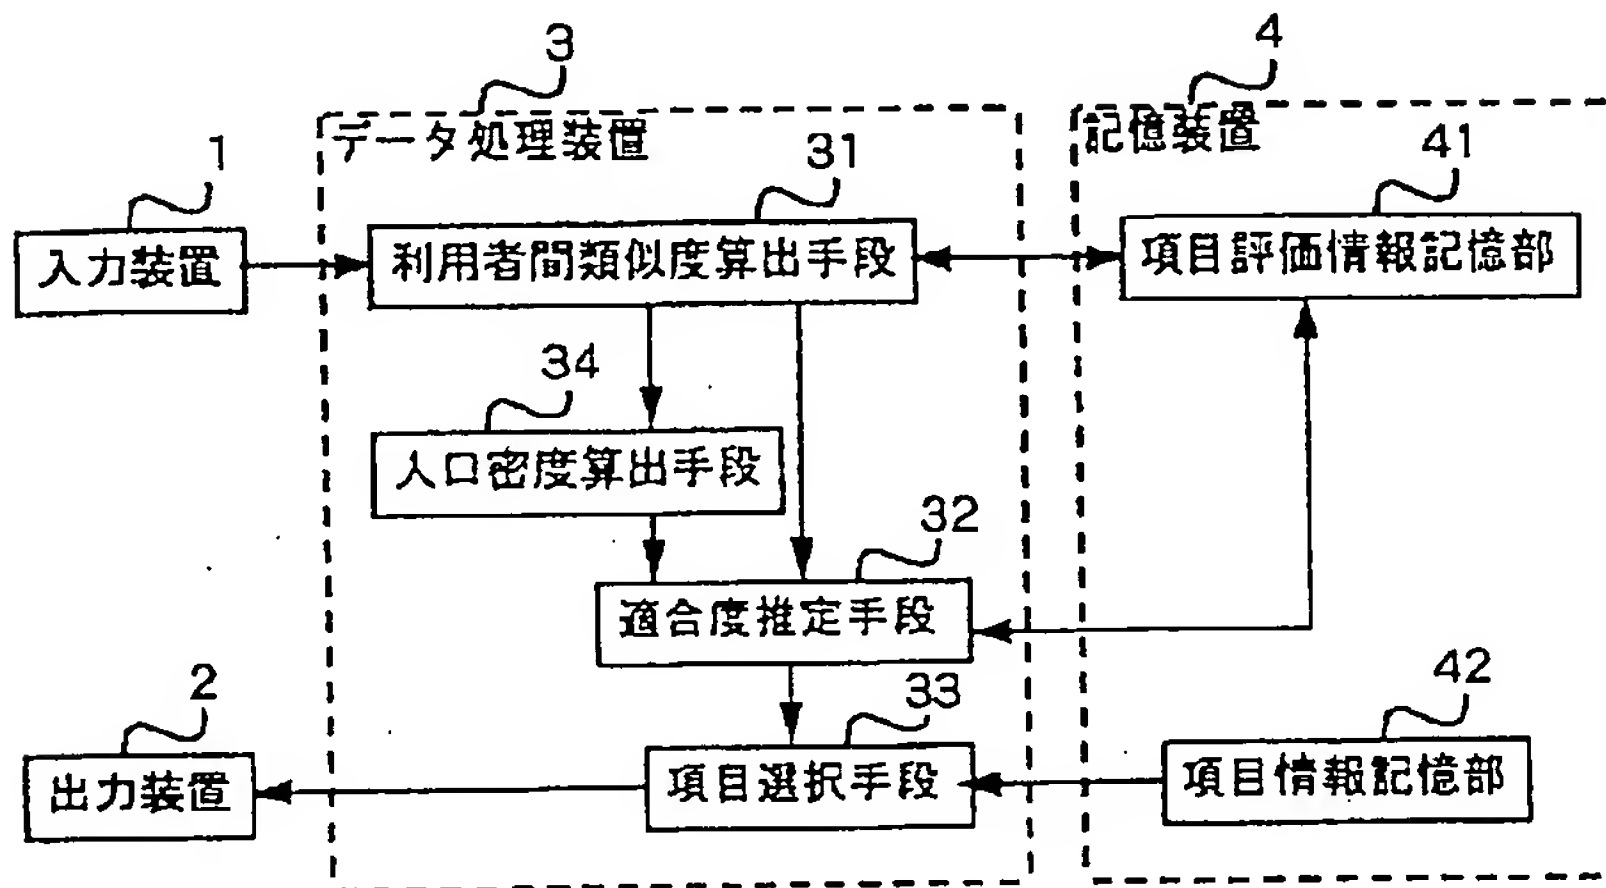 3
4
データ処理装置
記憶装置
1
31
41
入力装置
利用者間類似度算出手段
項目評価情報記憶部
34
人口密度算出手段
32
適合度推定手段
2
33
42
出力装置
項目選択手段
項目情報記憶部